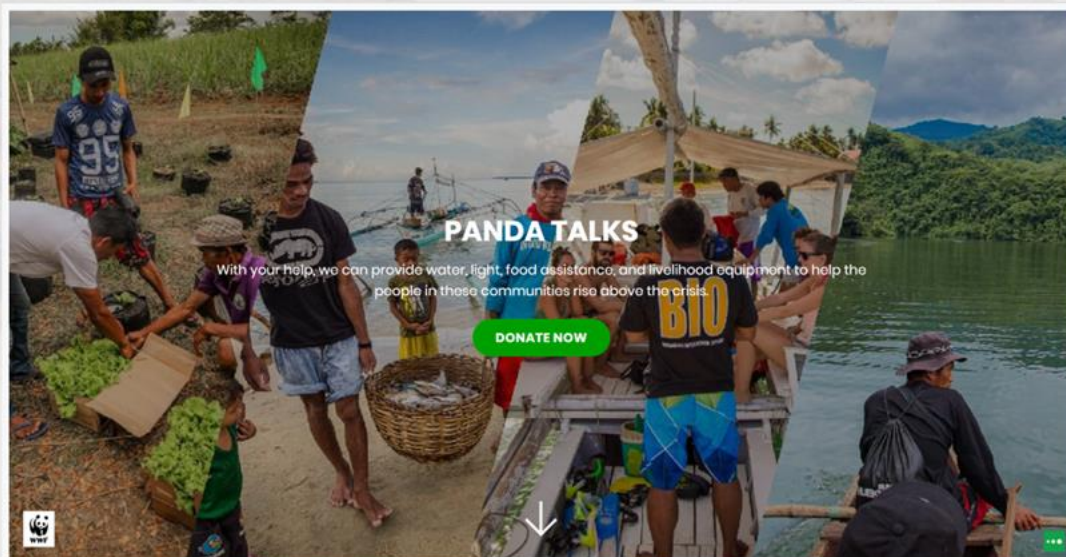 95
95
PANDA TALKS
With your help, we can provide water, light, food assistance, and livelihood equipment to help the
people in these communities rise above the crisis.
BIO
DONATE NOW
WWF